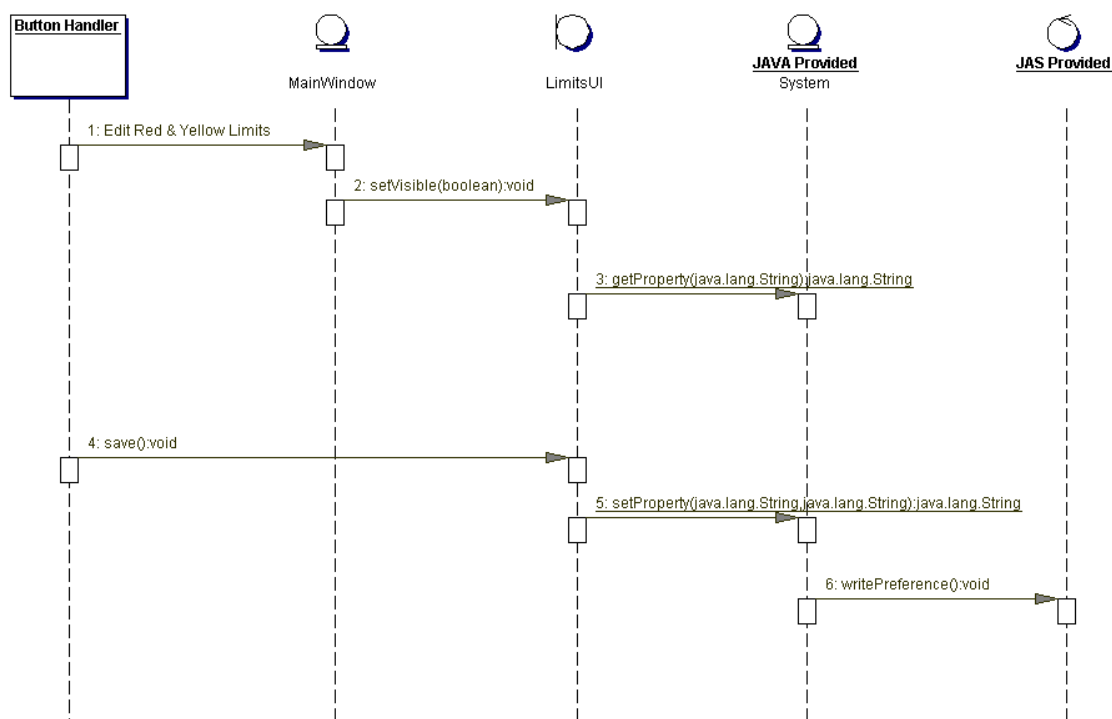 Button Handler
MainWindow
LimitsUI
JAVA Provided
System
JAS Provided
1: Edit Red & Yellow Limits
2: setVisible(boolean):void
3: getProperty(java.lang.String):java.lang.String
4: save():void
5: setProperty(java.lang.String,java.lang.String):java.lang.String
6: writePreference():void